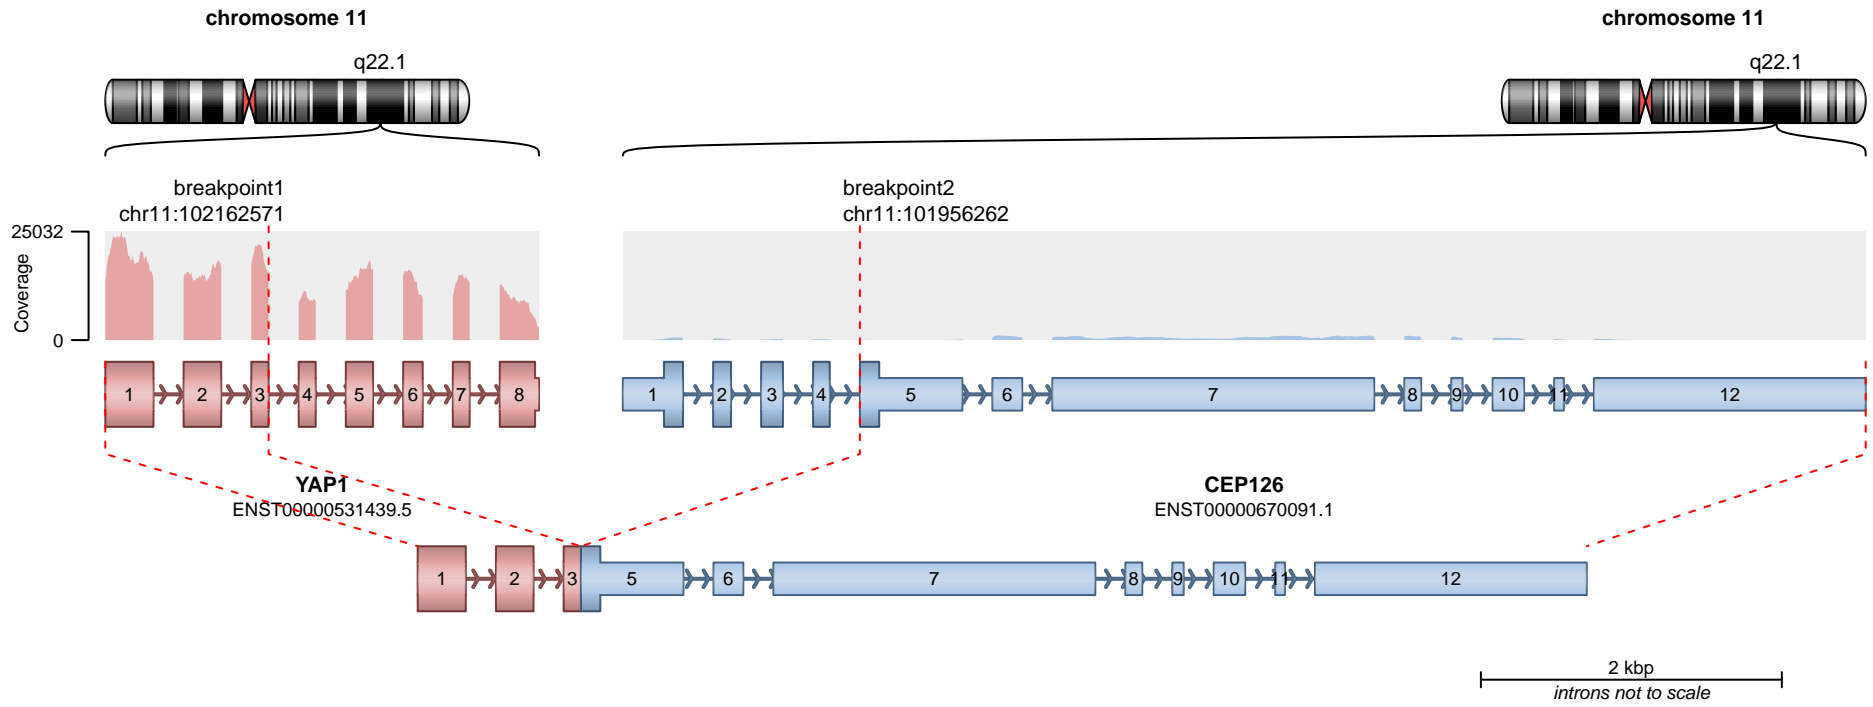 chromosome 11
chromosome 11
q22.1
q22.1
breakpoint1
chr11:102162571
breakpoint2
chr11:101956262
25032
Coverage
0
1 2 3 4 5 6 7 8
1 2 3 4 5 6 7 8 9 10 11 12
YAP1
ENST00000531439.5
CEP126
ENST00000670091.1
1 2 3 5 6 7 8 9 10 11 12
2 kbp
introns not to scale